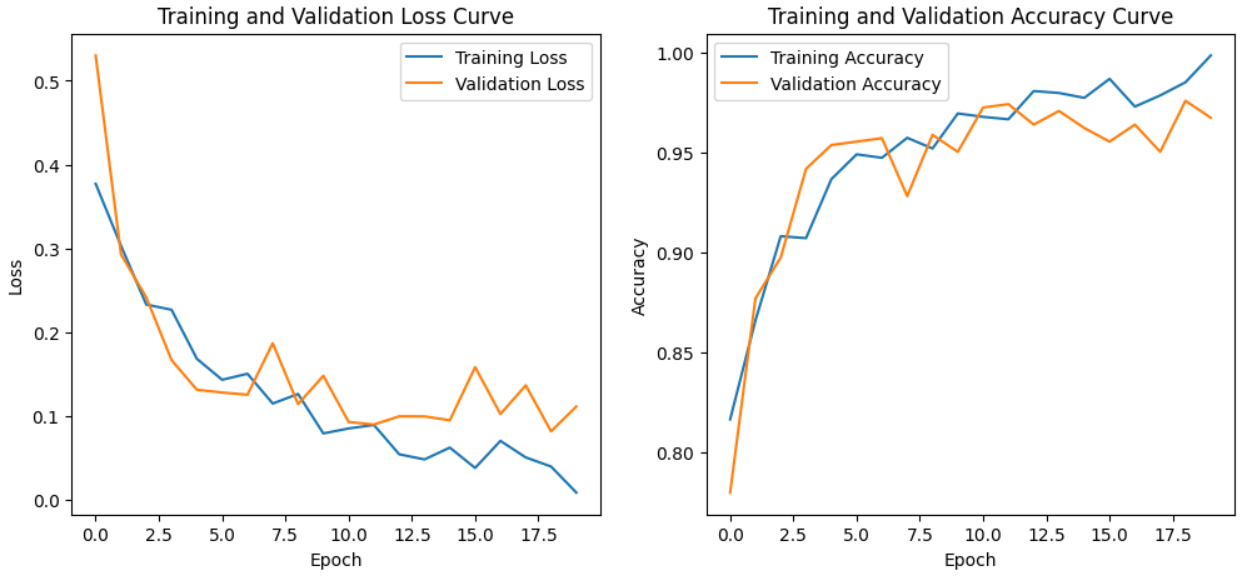 Training and Validation Loss Curve
Training Loss
Validation Loss
0.5
0.4
0.3
0.2
0.1
0.0
Loss
0.0 2.5 5.0 7.5 10.0 12.5 15.0 17.5
Epoch
Training and Validation Accuracy Curve
Training Accuracy
Validation Accuracy
1.00
0.95
0.90
0.85
0.80
Accuracy
0.0 2.5 5.0 7.5 10.0 12.5 15.0 17.5
Epoch